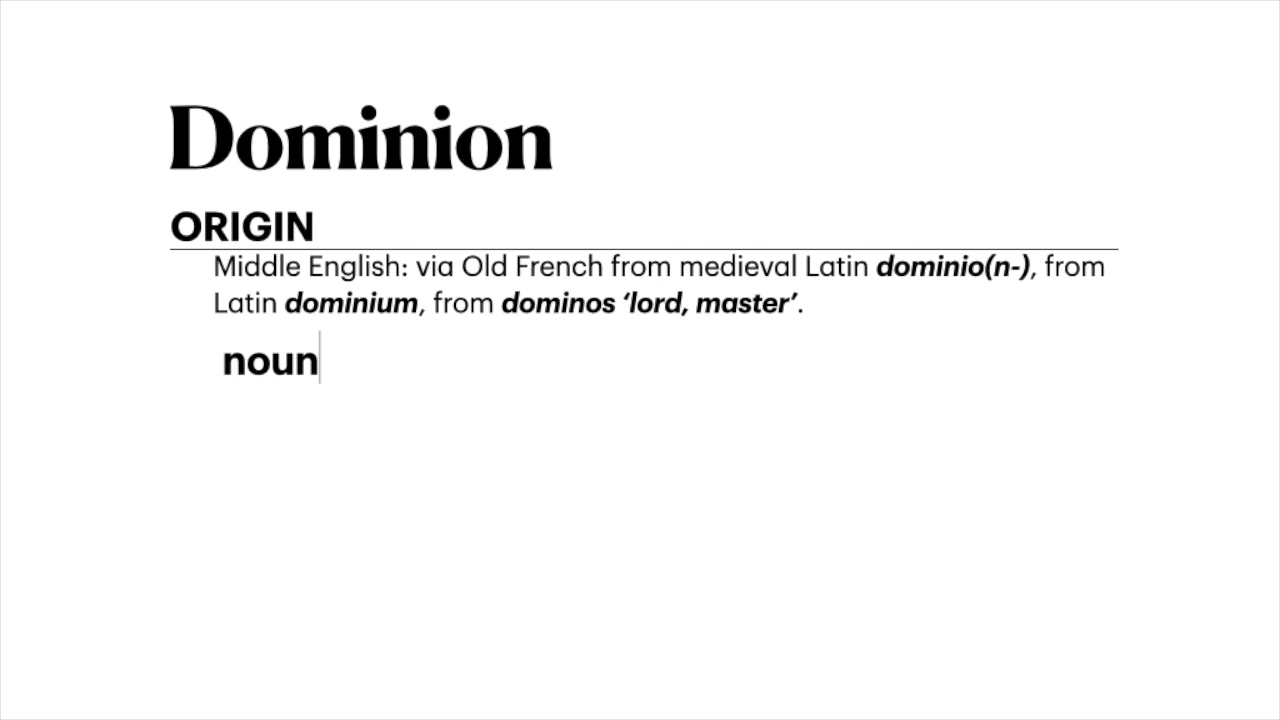 Dominion
ORIGIN
Middle English: via Old French from medieval Latin dominio(n-), from
Latin dominium, from dominos ‘lord, master’.
noun